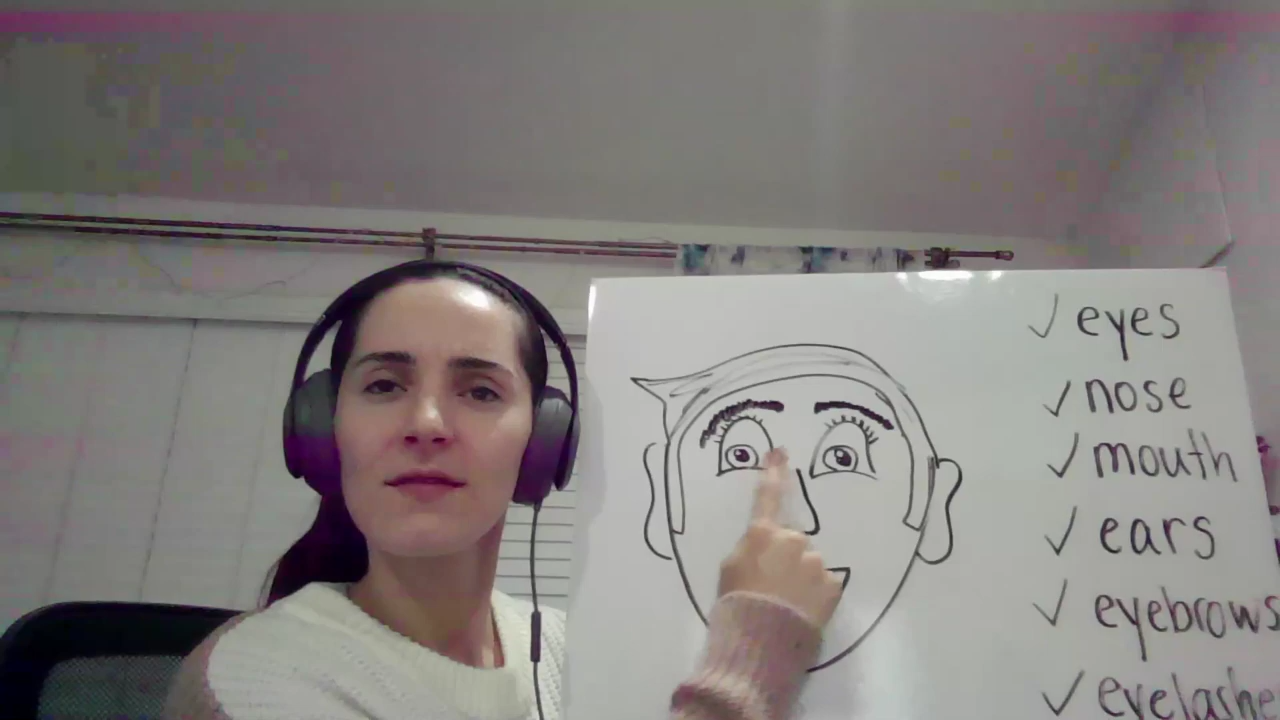 ✓ eyes
✓ nose
✓ mouth
✓ ears
✓ eyebrows
✓ eyelashe